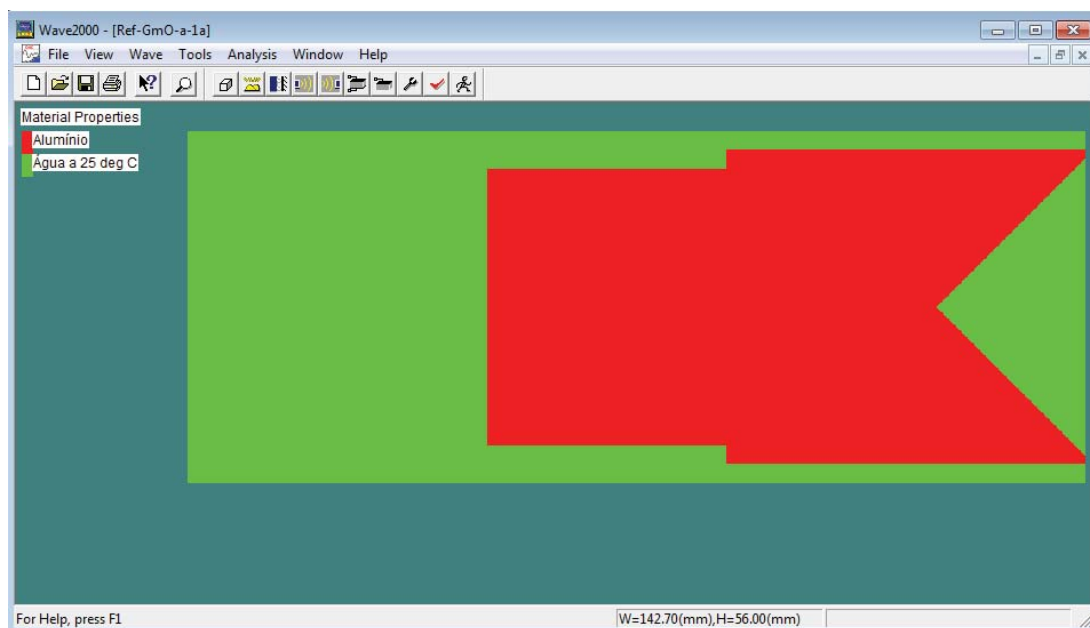 Wave2000 - [Ref-GmO-a-1a]
File View Wave Tools Analysis Window Help
Material Properties
Alumínio
Água a 25 deg C
For Help, press F1
W=142.70(mm),H=56.00(mm)